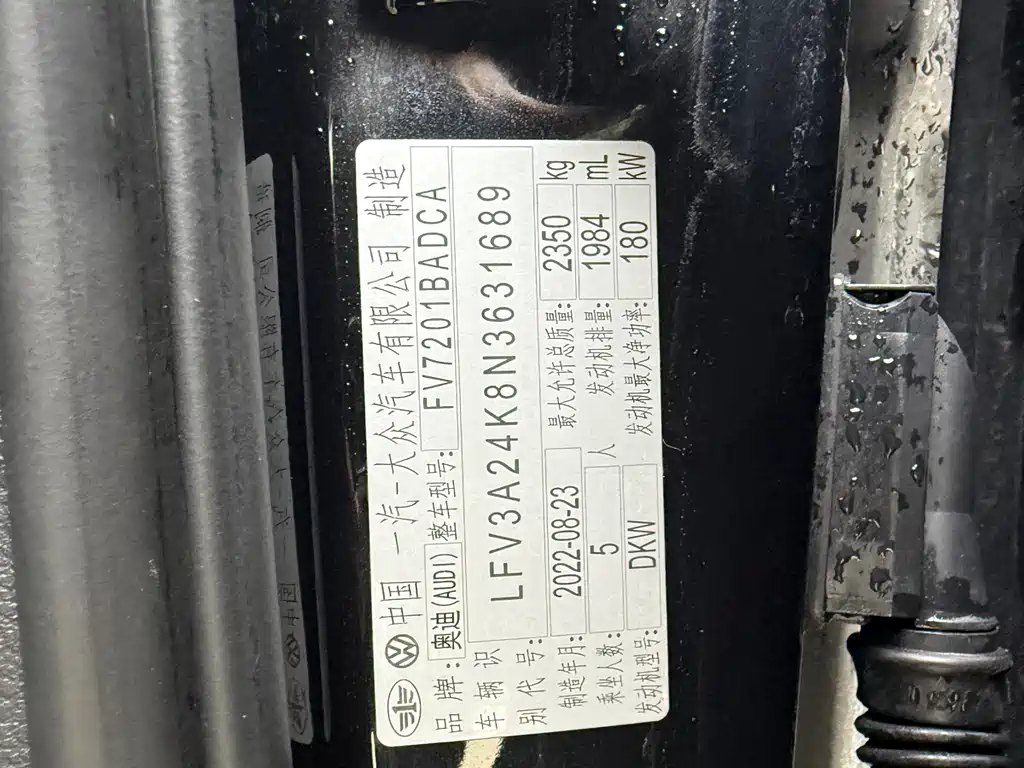 中国 一汽-大众汽车有限公司 制造
品牌: 奥迪(AUDI) 整车型号: FV7201BADCA
车辆识别代号: LFV3A24K8N3631689
制造年月: 2022-08-23 最大允许总质量: 2350 kg
乘坐人数: 5 人 发动机排量: 1984 mL
发动机型号: DKW 发动机最大净功率: 180 kW